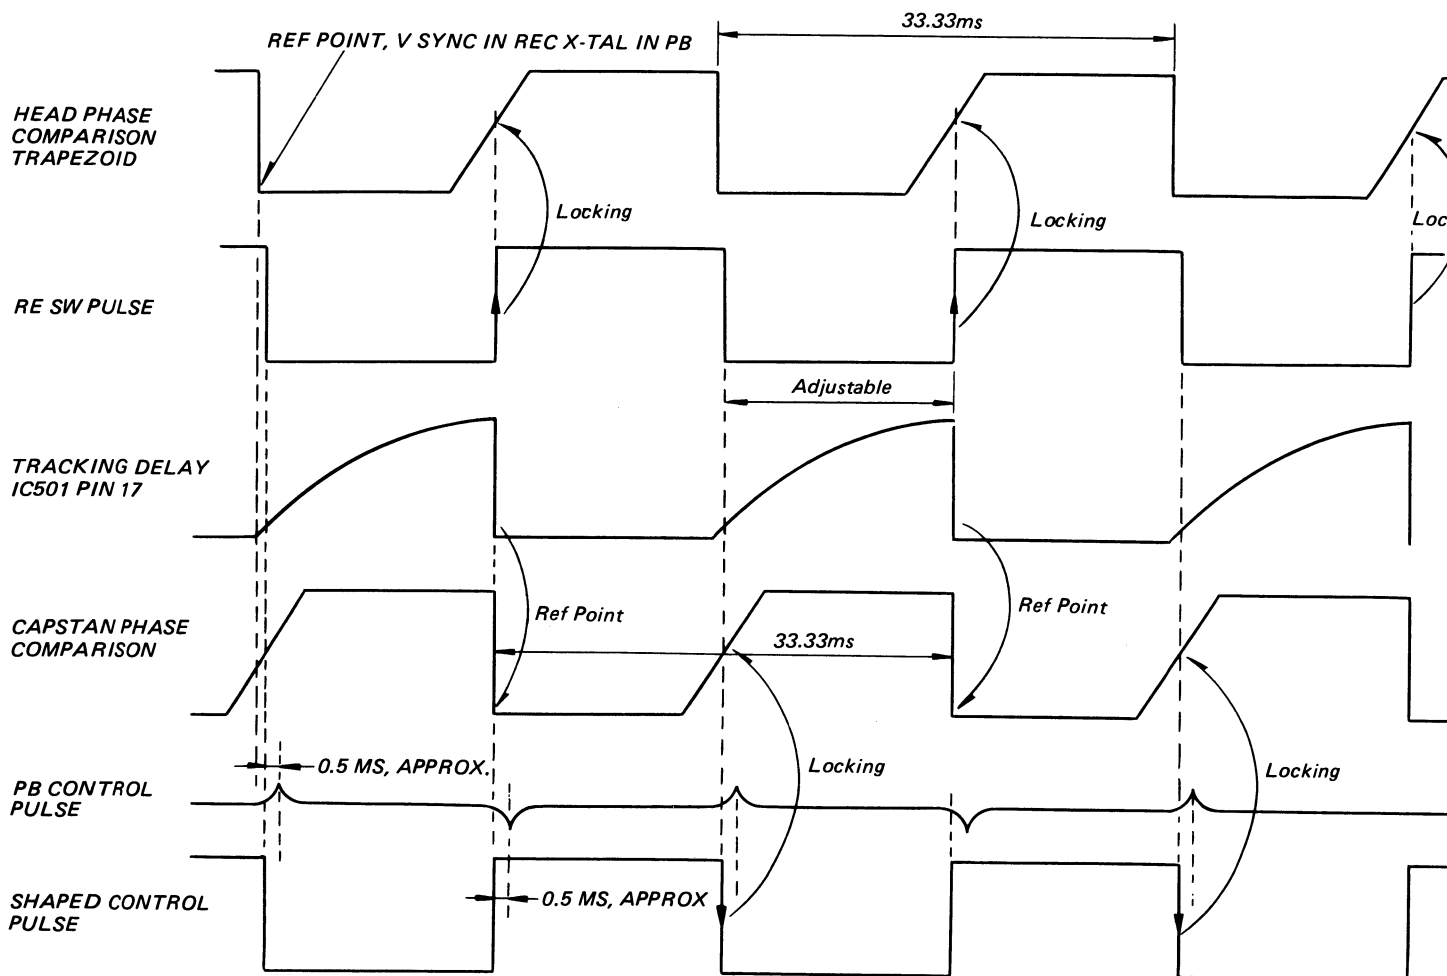 33.33ms
REF POINT, V SYNC IN REC X-TAL IN PB
HEAD PHASE
COMPARISON
TRAPEZOID
Locking
Locking
Loc
RE SW PULSE
Adjustable
TRACKING DELAY
IC501 PIN 17
Ref Point
Ref Point
CAPSTAN PHASE
COMPARISON
33.33ms
0.5 MS, APPROX.
Locking
Locking
PB CONTROL
PULSE
SHAPED CONTROL
PULSE
0.5 MS, APPROX